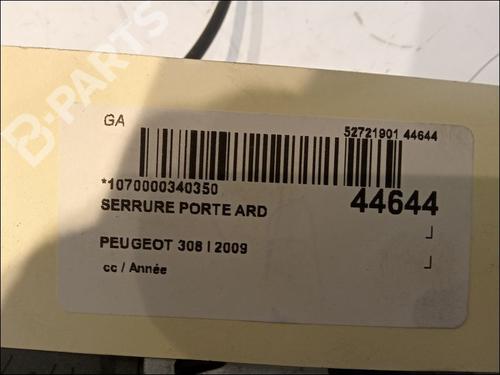 B-PARTS
GA
52721901 44644
*1070000340350
44644
SERRURE PORTE ARD
PEUGEOT 308 I 2009
cc / Année